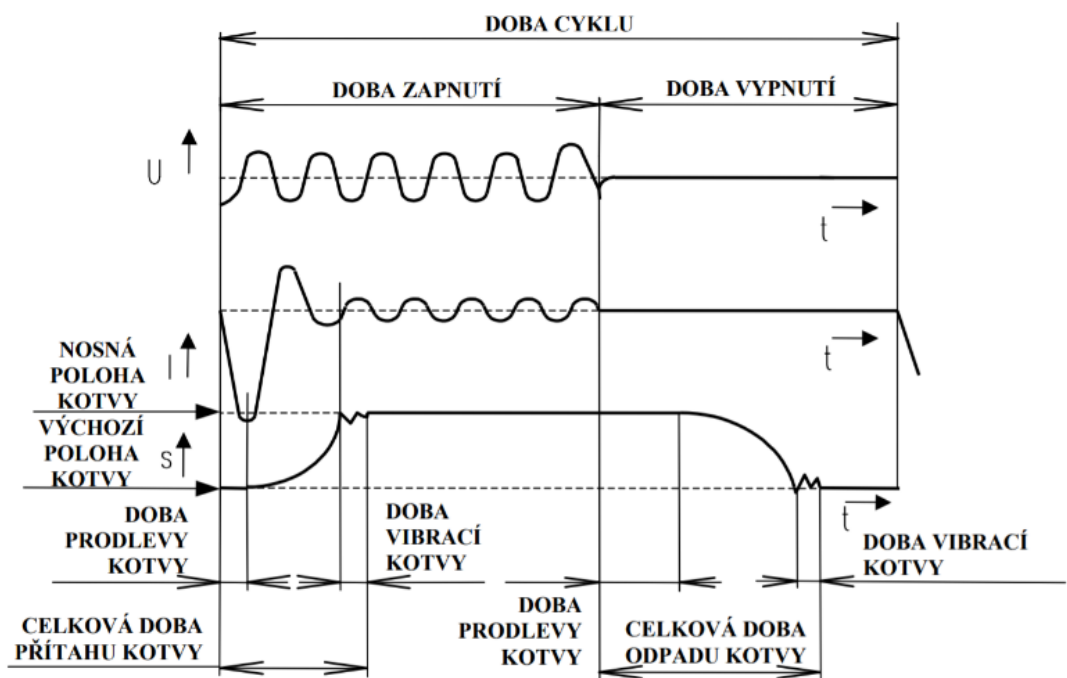 DOBA CYKLU
DOBA ZAPNUTÍ
DOBA VYPNUTÍ
U
t
I
t
NOSNÁ
POLOHA
KOTVY
VÝCHOZÍ
POLOHA
KOTVY
s
t
DOBA
PRODLEVY
KOTVY
DOBA
VIBRACÍ
KOTVY
DOBA VIBRACÍ
KOTVY
DOBA
PRODLEVY
KOTVY
CELKOVÁ DOBA
PŘÍTAHU KOTVY
CELKOVÁ DOBA
ODPADU KOTVY